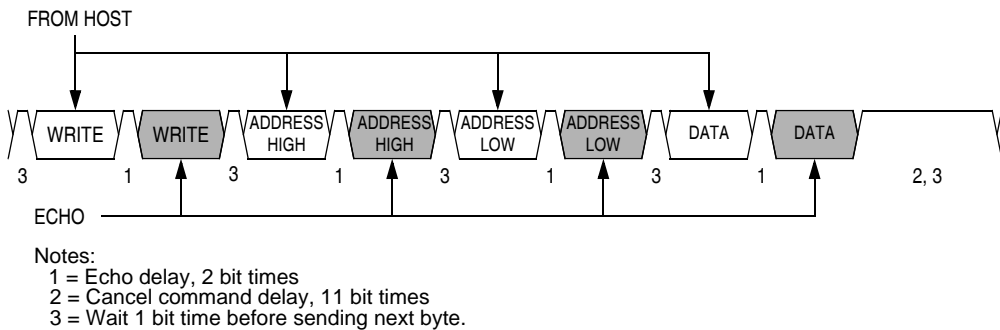 FROM HOST
WRITE WRITE ADDRESS HIGH ADDRESS HIGH ADDRESS LOW ADDRESS LOW DATA DATA
3 1 3 1 3 1 3 1 2, 3
ECHO
Notes:
1 = Echo delay, 2 bit times
2 = Cancel command delay, 11 bit times
3 = Wait 1 bit time before sending next byte.